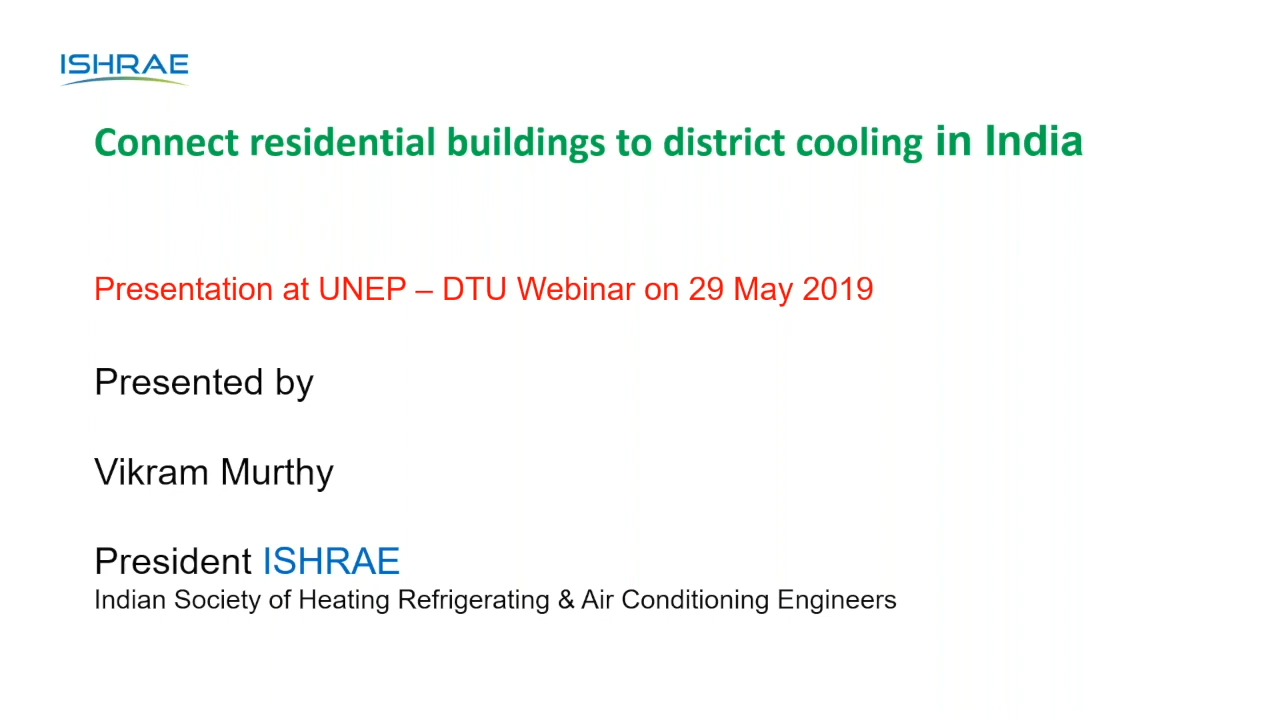 ISHRAE
Connect residential buildings to district cooling in India
Presentation at UNEP – DTU Webinar on 29 May 2019
Presented by
Vikram Murthy
President ISHRAE
Indian Society of Heating Refrigerating & Air Conditioning Engineers